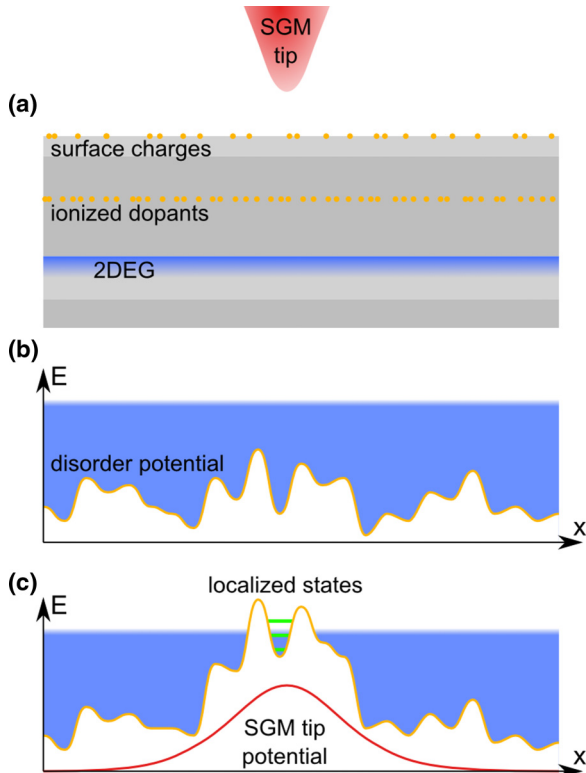 SGM
tip
(a)
surface charges
ionized dopants
2DEG
(b)
E
disorder potential
x
(c)
localized states
E
SGM tip
potential
x